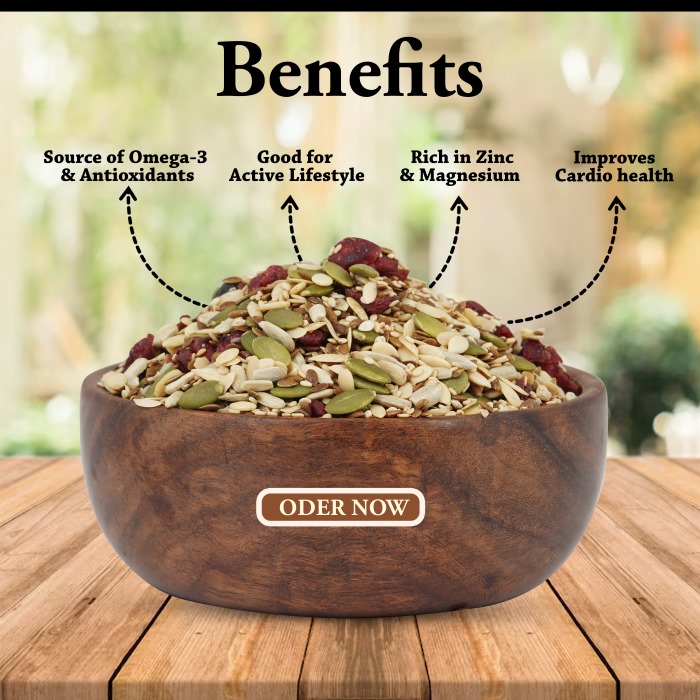 Benefits
Source of Omega-3
& Antioxidants
Good for
Active Lifestyle
Rich in Zinc
& Magnesium
Improves
Cardio health
ODER NOW